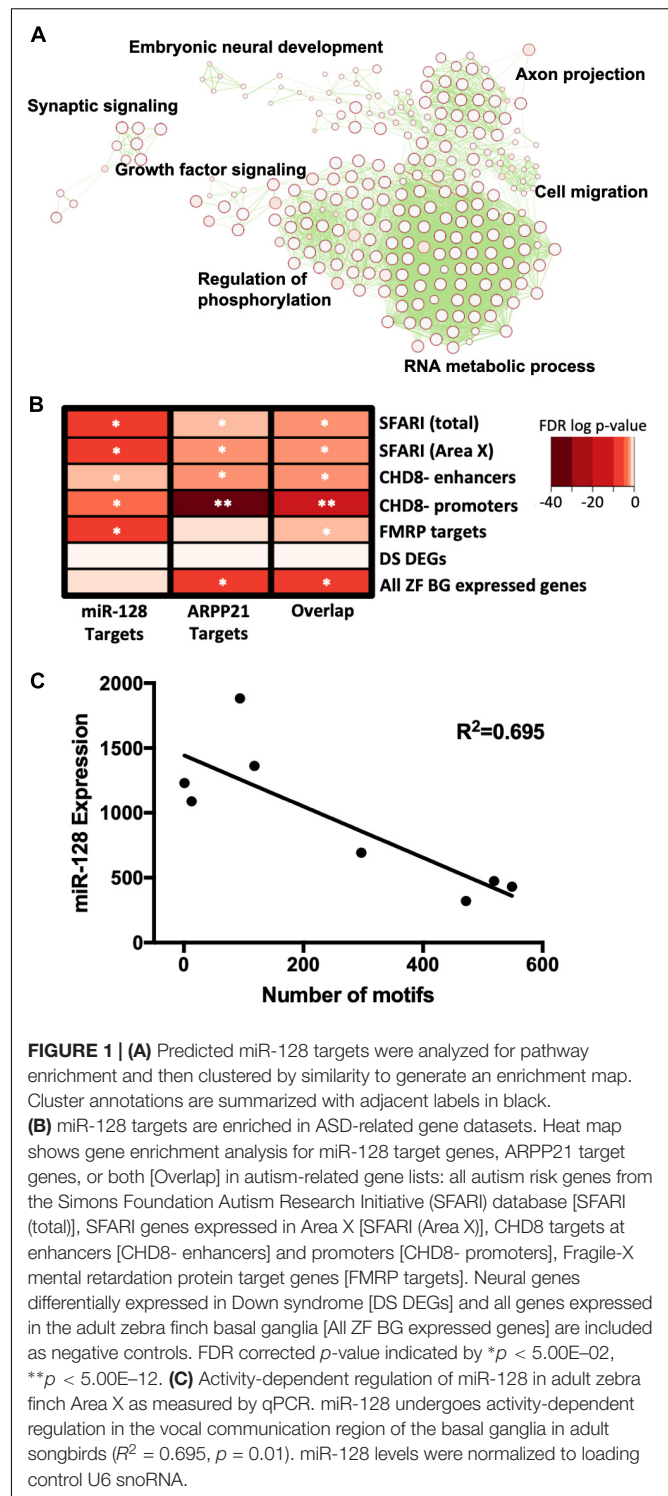 A
Embryonic neural development
Axon projection
Synaptic signaling
Growth factor signaling
Cell migration
Regulation of
phosphorylation
RNA metabolic process
B
* * * SFARI (total)
* * * SFARI (Area X)
* * * CHD8- enhancers
* ** ** CHD8- promoters
* * FMRP targets
DS DEGs
* * All ZF BG expressed genes
miR-128
Targets
ARPP21
Targets
Overlap
FDR log p-value
-40 -20 0
C
miR-128 Expression
2000
1500
1000
500
0
R²=0.695
0 200 400 600
Number of motifs
FIGURE 1 | (A) Predicted miR-128 targets were analyzed for pathway
enrichment and then clustered by similarity to generate an enrichment map.
Cluster annotations are summarized with adjacent labels in black.
(B) miR-128 targets are enriched in ASD-related gene datasets. Heat map
shows gene enrichment analysis for miR-128 target genes, ARPP21 target
genes, or both [Overlap] in autism-related gene lists: all autism risk genes from
the Simons Foundation Autism Research Initiative (SFARI) database [SFARI
(total)], SFARI genes expressed in Area X [SFARI (Area X)], CHD8 targets at
enhancers [CHD8- enhancers] and promoters [CHD8- promoters], Fragile-X
mental retardation protein target genes [FMRP targets]. Neural genes
differentially expressed in Down syndrome [DS DEGs] and all genes expressed
in the adult zebra finch basal ganglia [All ZF BG expressed genes] are included
as negative controls. FDR corrected p-value indicated by *p < 5.00E–02,
**p < 5.00E–12. (C) Activity-dependent regulation of miR-128 in adult zebra
finch Area X as measured by qPCR. miR-128 undergoes activity-dependent
regulation in the vocal communication region of the basal ganglia in adult
songbirds (R² = 0.695, p = 0.01). miR-128 levels were normalized to loading
control U6 snoRNA.